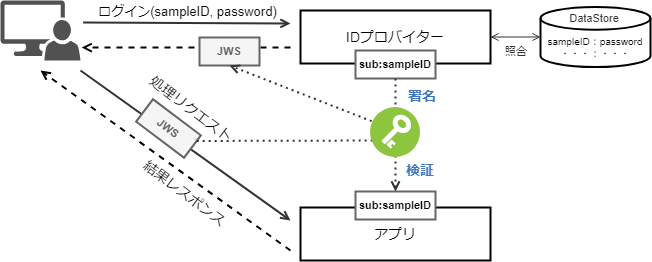 ログイン(sampleID, password)
JWS
IDプロバイター
sub:sampleID
照合
DataStore
sampleID：password
・・・：・・・
署名
処理リクエスト
JWS
検証
結果レスポンス
sub:sampleID
アプリ